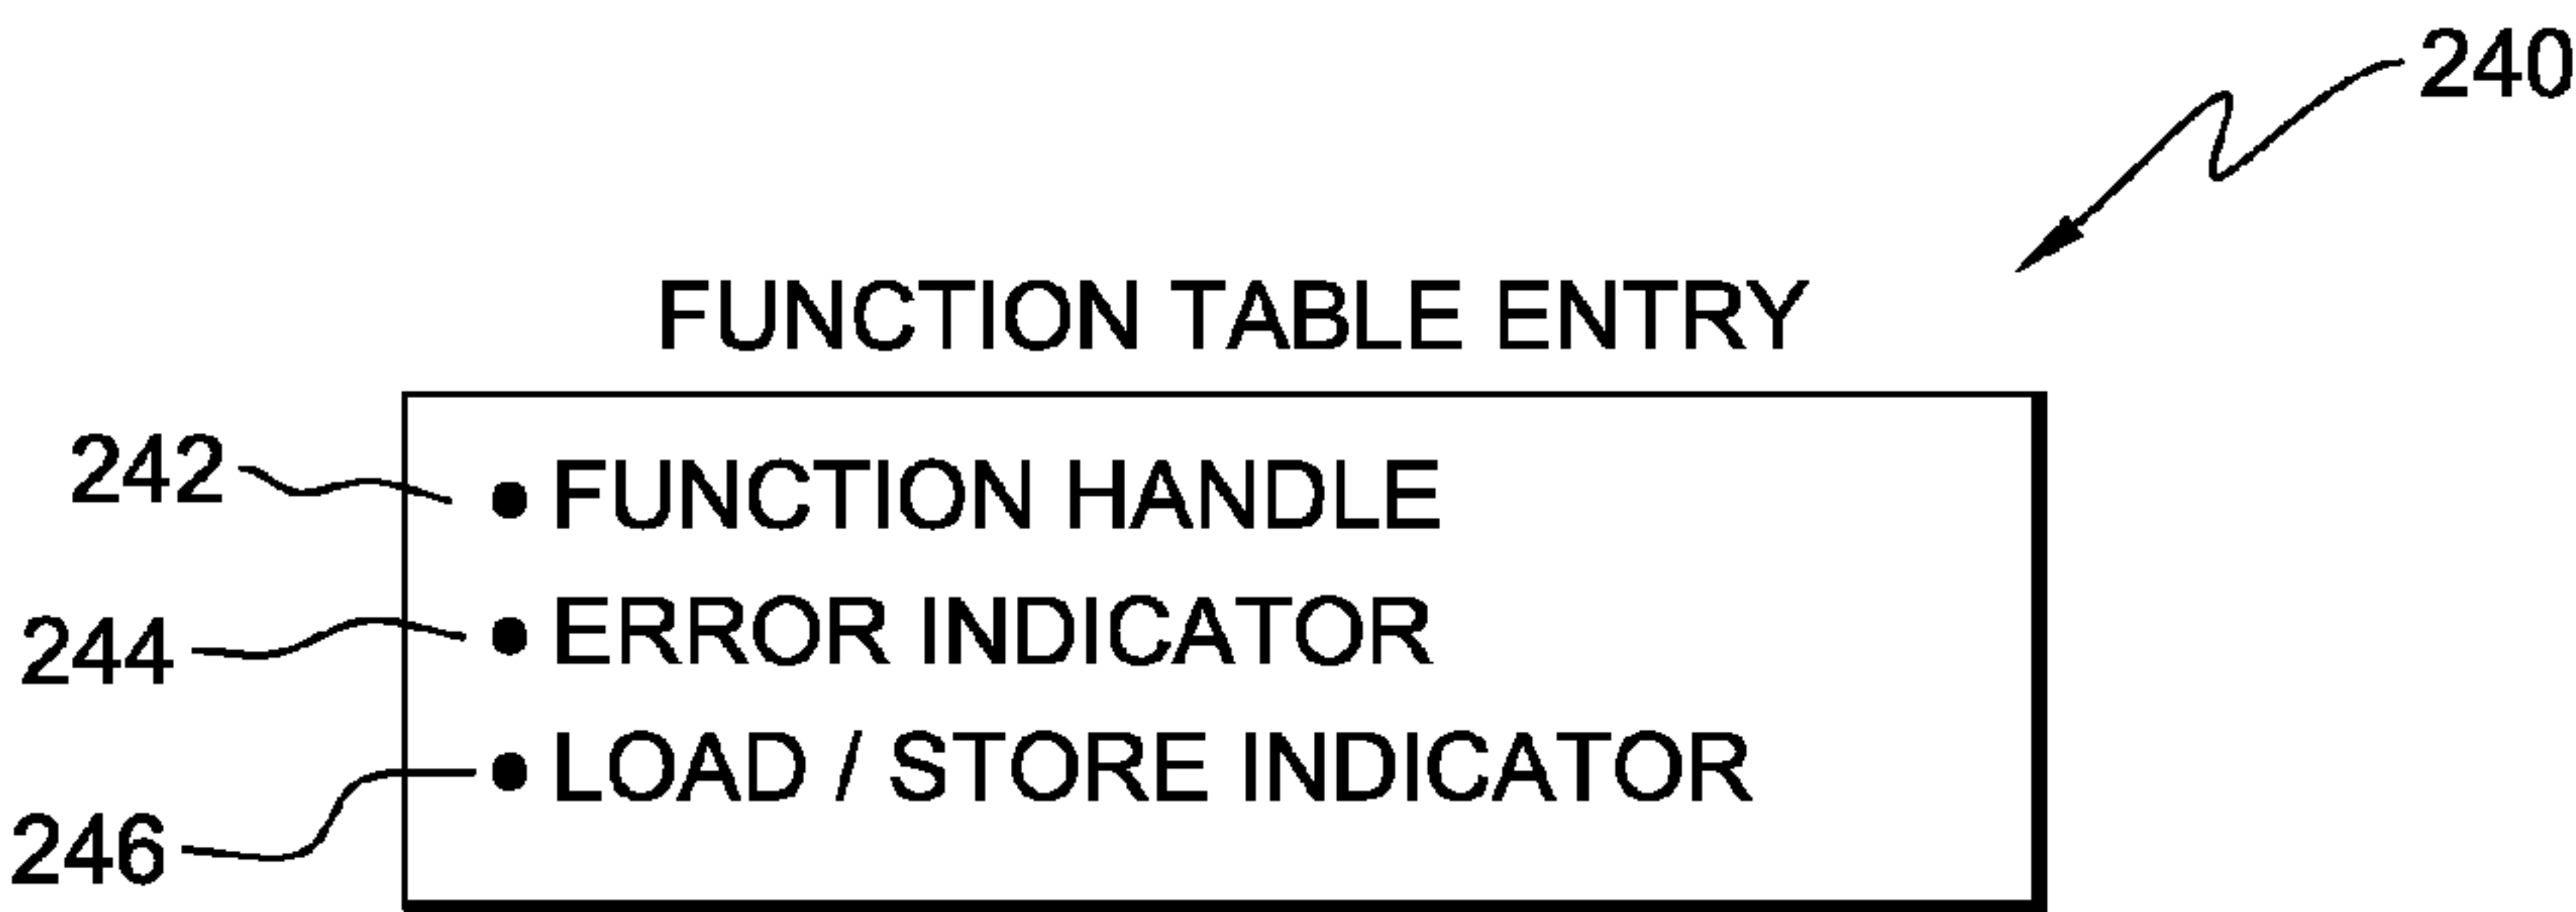 240
FUNCTION TABLE ENTRY
242 • FUNCTION HANDLE
244 • ERROR INDICATOR
246 • LOAD / STORE INDICATOR